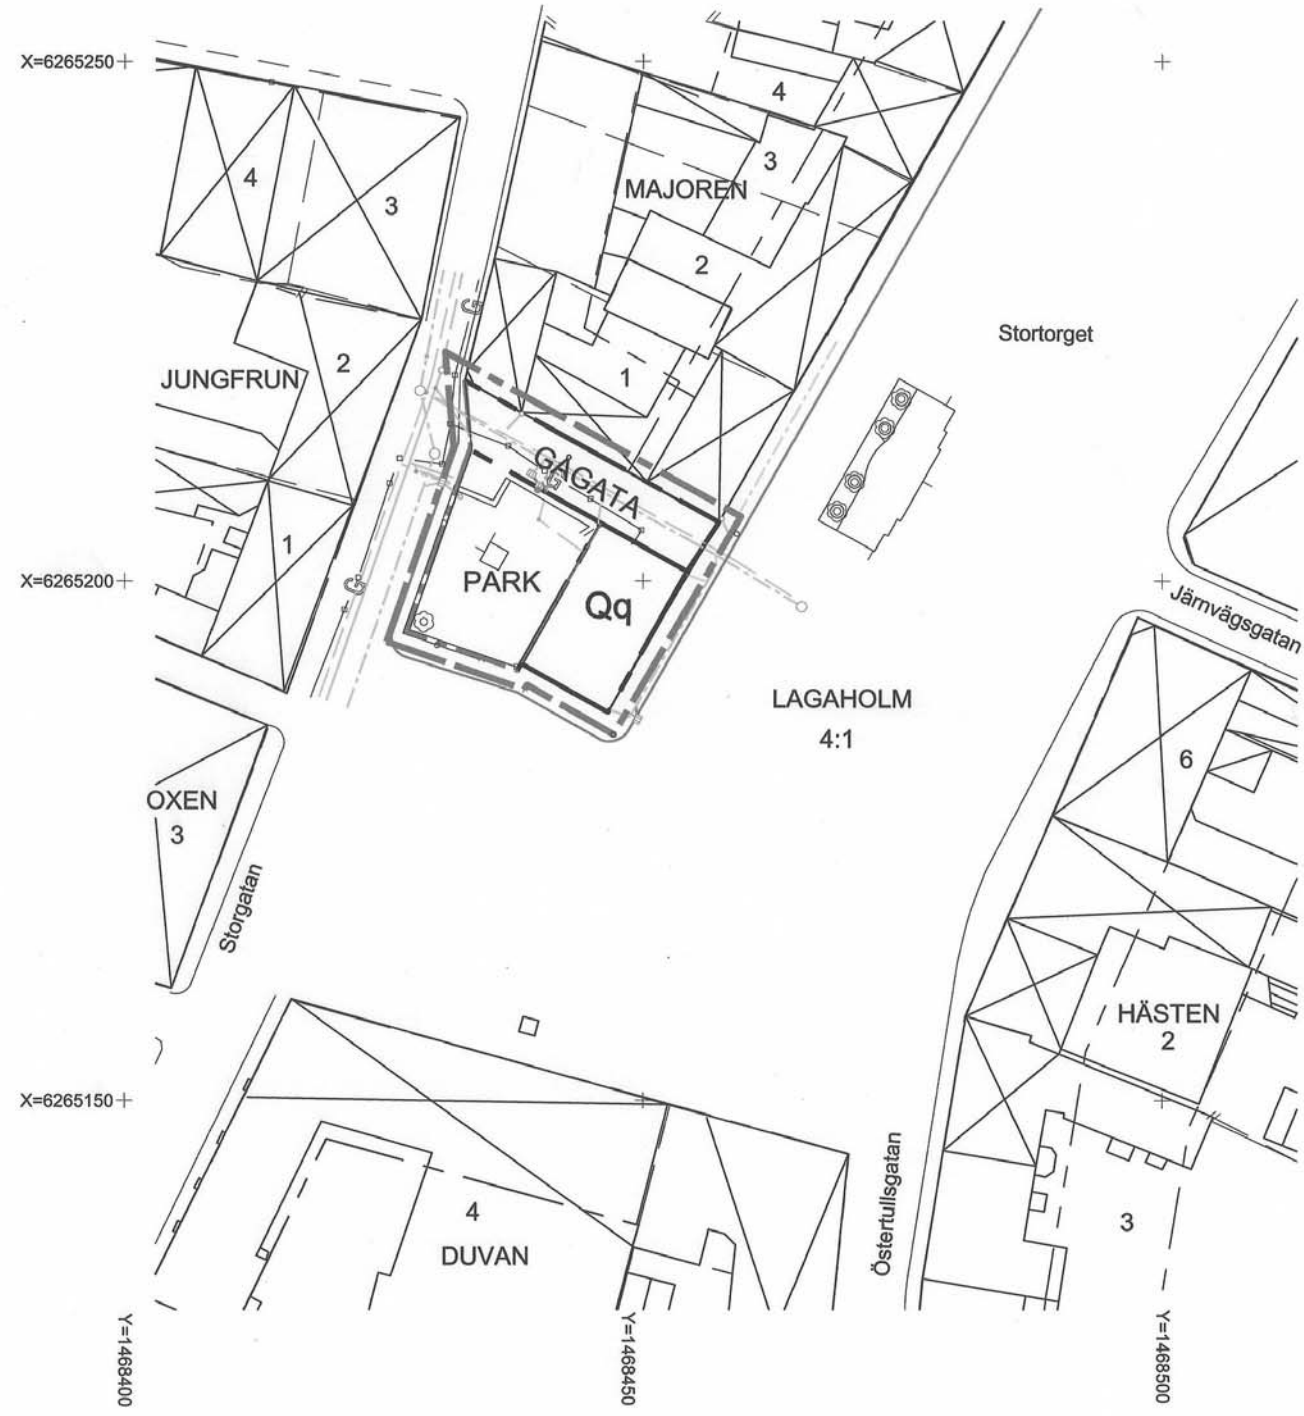 X=6265250
4
3
MAJOREN
4
3
2
Stortorget
G
JUNGFRUN
2
1
GÅGATA
G
1
PARK
Qq
X=6265200
G
Järnvägsgatan
LAGAHOLM
4:1
6
OXEN
3
Storgatan
HÄSTEN
2
X=6265150
Östertullsgatan
4
DUVAN
3
Y=1468400
Y=1468450
Y=1468500